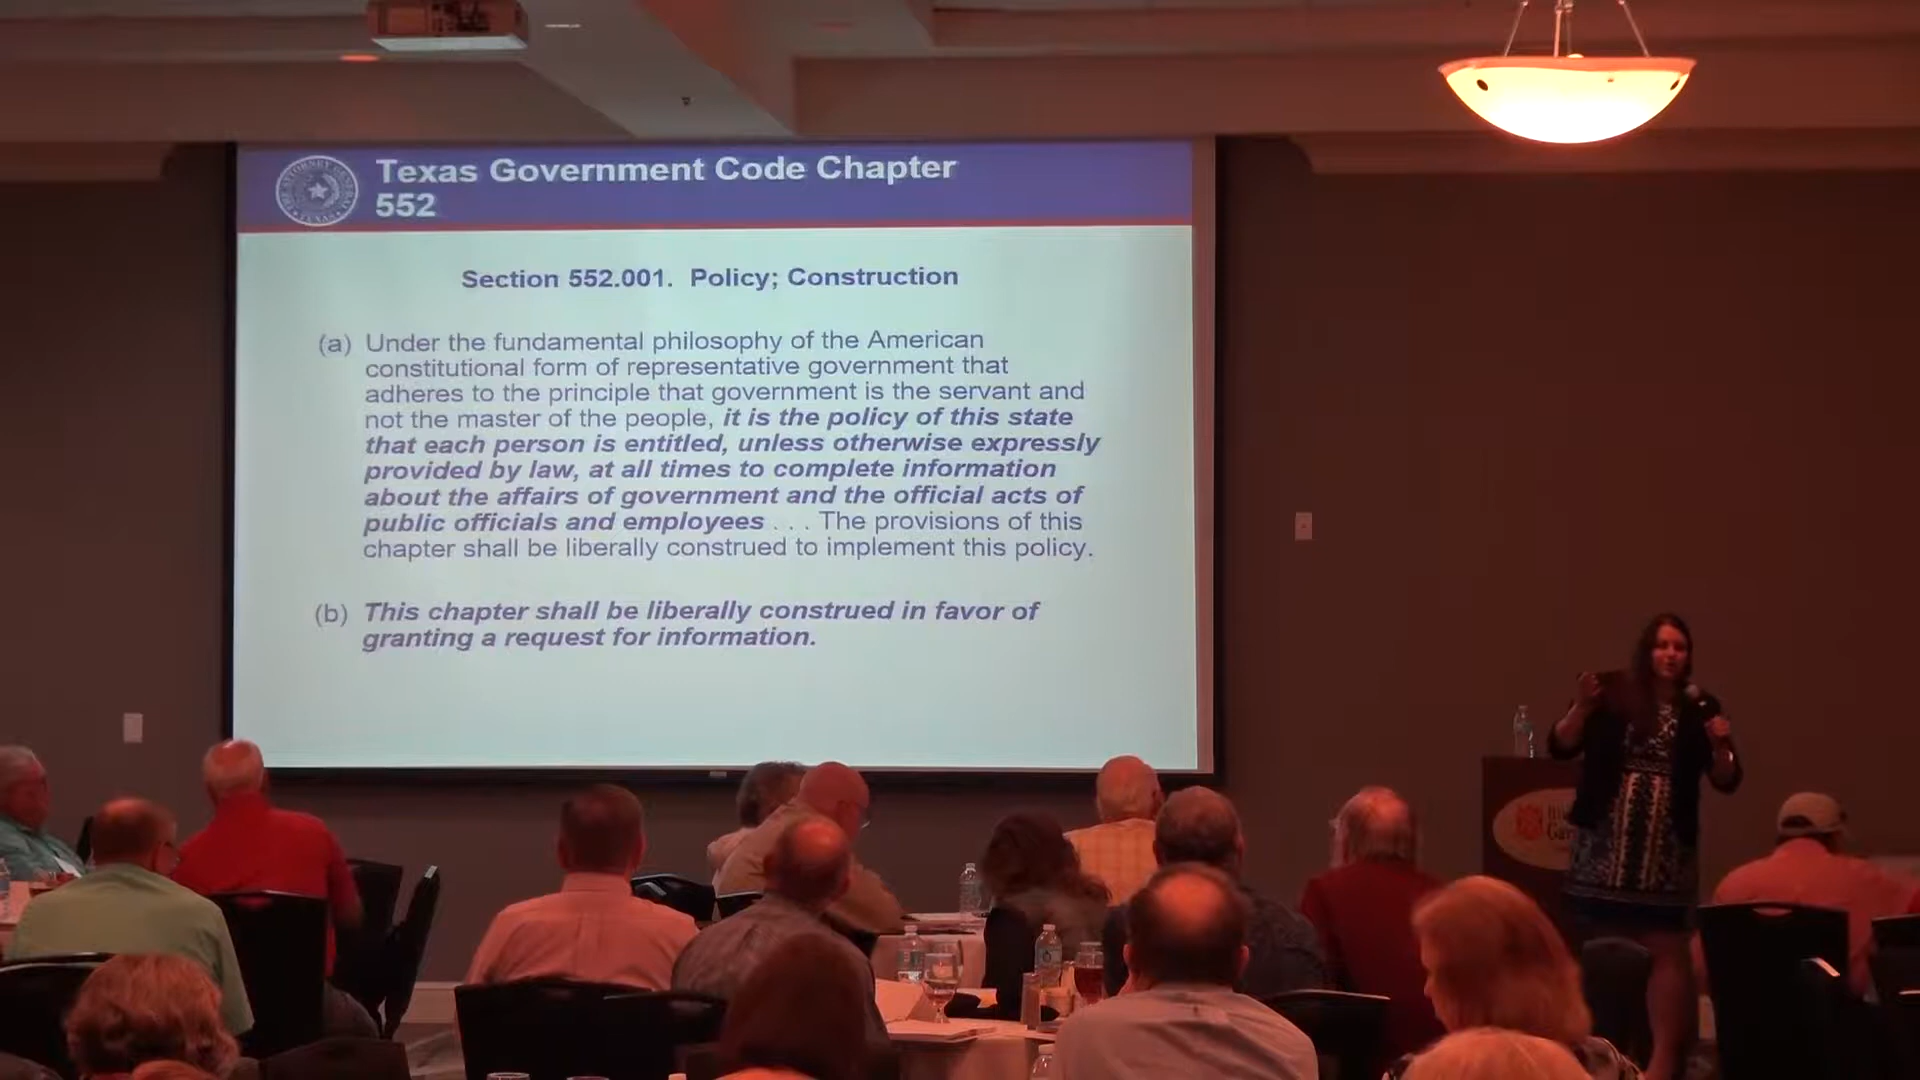 Texas Government Code Chapter
552
Section 552.001. Policy; Construction
(a) Under the fundamental philosophy of the American
constitutional form of representative government that
adheres to the principle that government is the servant and
not the master of the people, it is the policy of this state
that each person is entitled, unless otherwise expressly
provided by law, at all times to complete information
about the affairs of government and the official acts of
public officials and employees . . . The provisions of this
chapter shall be liberally construed to implement this policy.
(b) This chapter shall be liberally construed in favor of
granting a request for information.